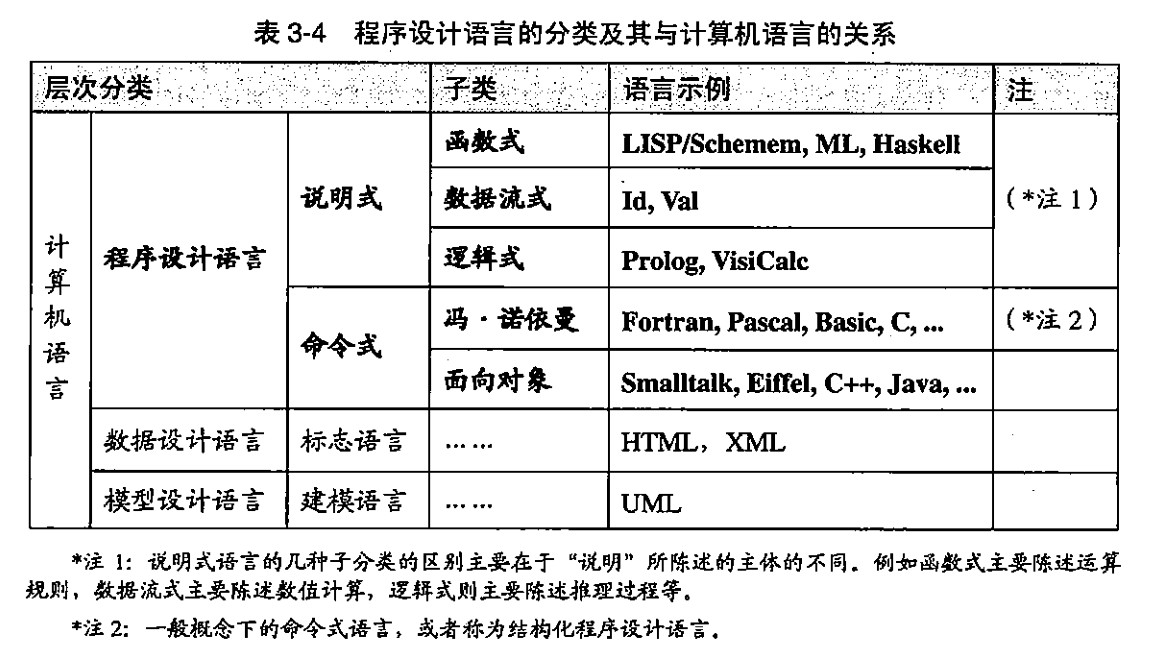 表 3-4 程序设计语言的分类及其与计算机语言的关系
层次分类 子类 语言示例 注
计算机语言 程序设计语言 说明式 函数式 LISP/Schemem, ML, Haskell (*注 1)
数据流式 Id, Val
逻辑式 Prolog, VisiCalc
命令式 冯·诺依曼 Fortran, Pascal, Basic, C, ... (*注 2)
面向对象 Smalltalk, Eiffel, C++, Java, ...
数据设计语言 标志语言 …… HTML，XML
模型设计语言 建模语言 …… UML
*注 1：说明式语言的几种子分类的区别主要在于“说明”所陈述的主体的不同。例如函数式主要陈述运算
规则，数据流式主要陈述数值计算，逻辑式则主要陈述推理过程等。
*注 2：一般概念下的命令式语言，或者称为结构化程序设计语言。